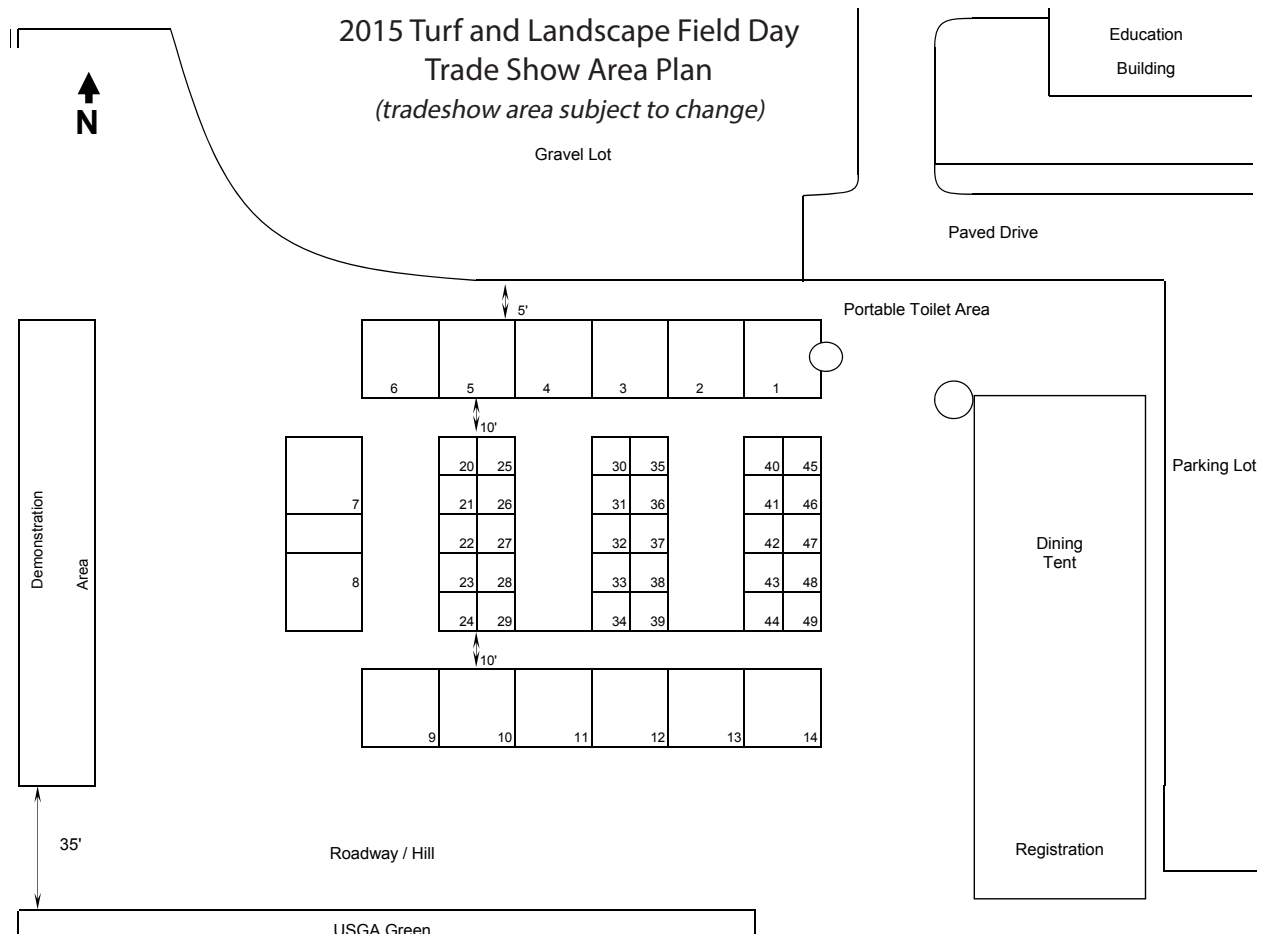 2015 Turf and Landscape Field Day
Trade Show Area Plan
(tradeshow area subject to change)
Education
Building
N
Gravel Lot
Paved Drive
Portable Toilet Area
5'
6 5 4 3 2 1
10'
20 25 30 35 40 45
Parking Lot
7 21 26 31 36 41 46
Demonstration
Area
22 27 32 37 42 47
Dining
Tent
8 23 28 33 38 43 48
24 29 34 39 44 49
10'
9 10 11 12 13 14
35'
Roadway / Hill
Registration
USGA Green